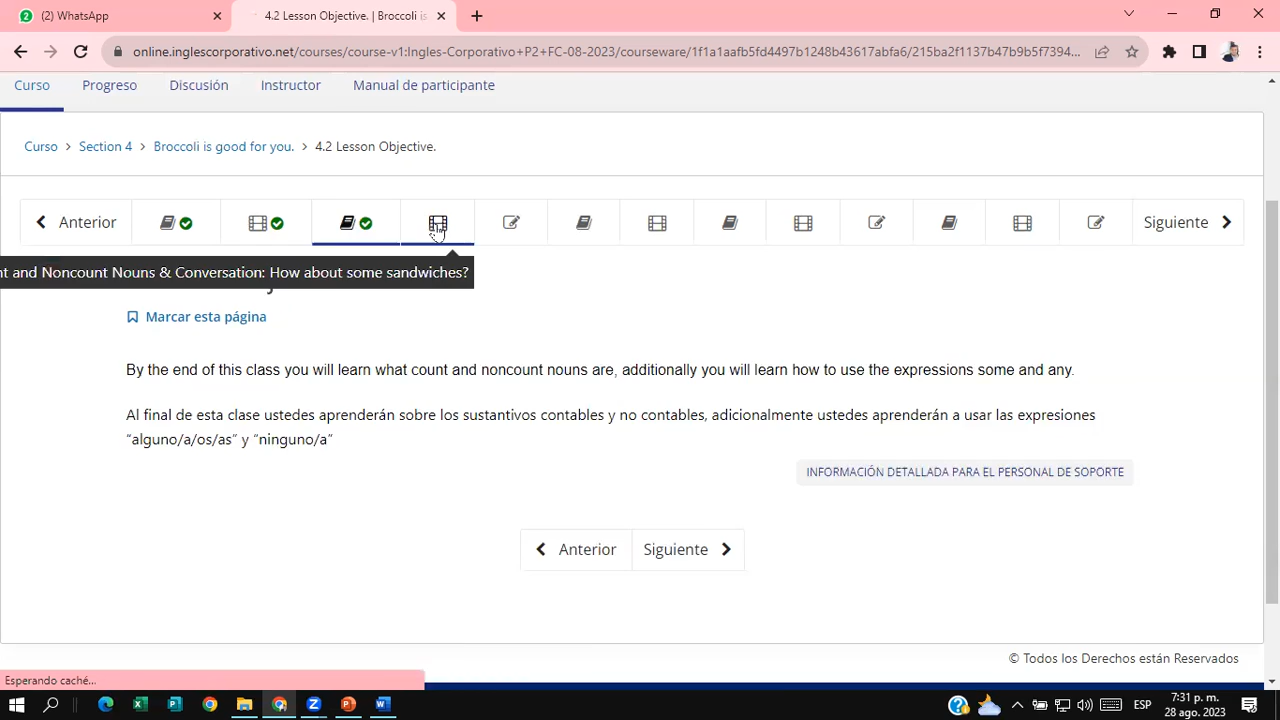 2
(2) WhatsApp
4.2 Lesson Objective. | Broccoli is
online.inglescorporativo.net/courses/course-v1:Ingles-Corporativo+P2+FC-08-2023/courseware/1f1a1aafb5fd4497b1248b43617abfa6/215ba2f1137b47b9b5f7394...
Curso Progreso Discusión Instructor Manual de participante
Curso > Section 4 > Broccoli is good for you. > 4.2 Lesson Objective.
Anterior Siguiente
nt and Noncount Nouns & Conversation: How about some sandwiches?
Marcar esta página
By the end of this class you will learn what count and noncount nouns are, additionally you will learn how to use the expressions some and any.
Al final de esta clase ustedes aprenderán sobre los sustantivos contables y no contables, adicionalmente ustedes aprenderán a usar las expresiones
“alguno/a/os/as” y “ninguno/a”
INFORMACIÓN DETALLADA PARA EL PERSONAL DE SOPORTE
Anterior Siguiente
© Todos los Derechos están Reservados
Esperando caché...
ESP
7:31 p. m.
28 ago. 2023